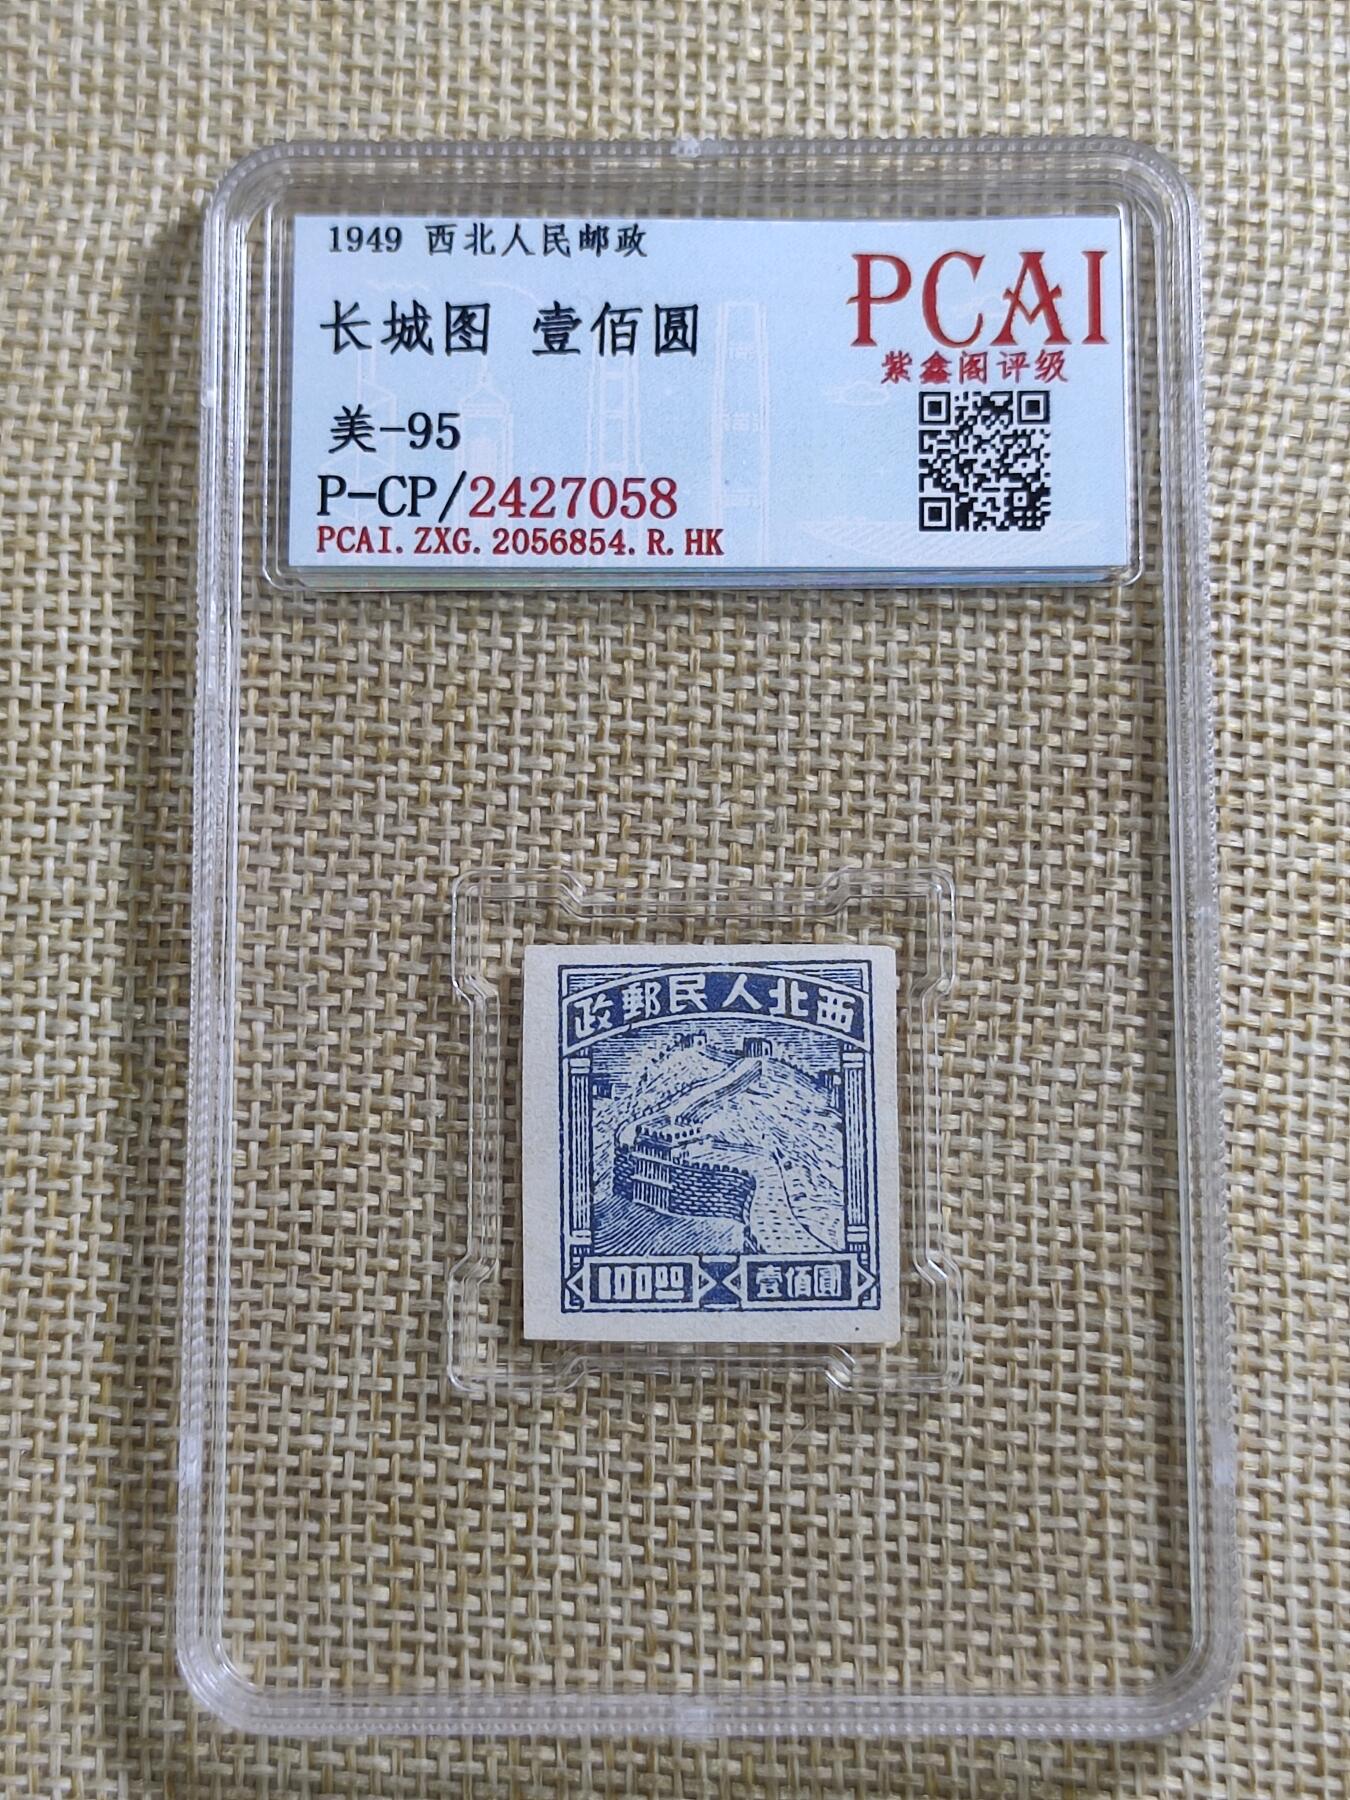 1949 西北人民邮政
长城图 壹佰圆
美-95
P-CP/2427058
PCAI.ZXG.2056854.R.HK
PCAI
紫鑫阁评级
政郵民人北西
100.00 壹佰圓